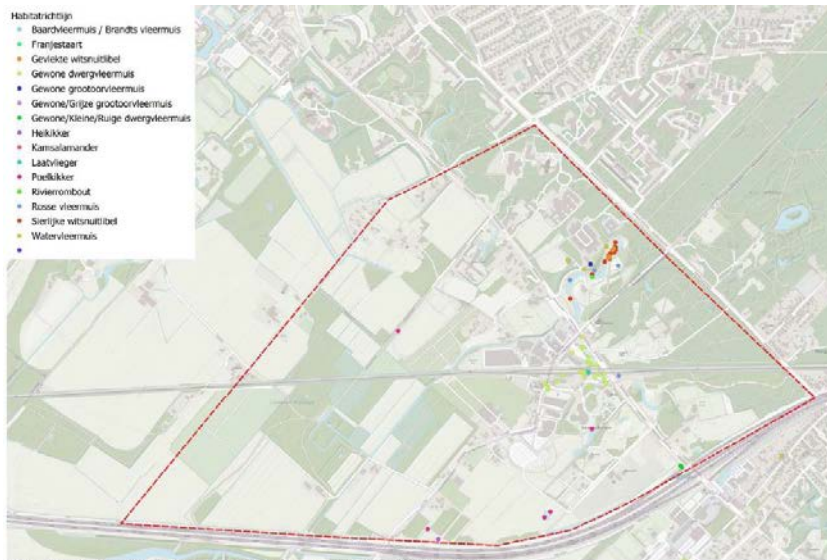 Habitatrichtlijn
Baardvleermuis / Brandts vleermuis
Franjestaart
Gevlekte witsnuitlibel
Gewone dwergvleermuis
Gewone grootoorvleermuis
Gewone/Grijze grootoorvleermuis
Gewone/Kleine/Ruige dwergvleermuis
Heikikker
Kamsalamander
Laatvlieger
Poelkikker
Rivierrombout
Rosse vleermuis
Sierlijke witsnuitlibel
Watervleermuis